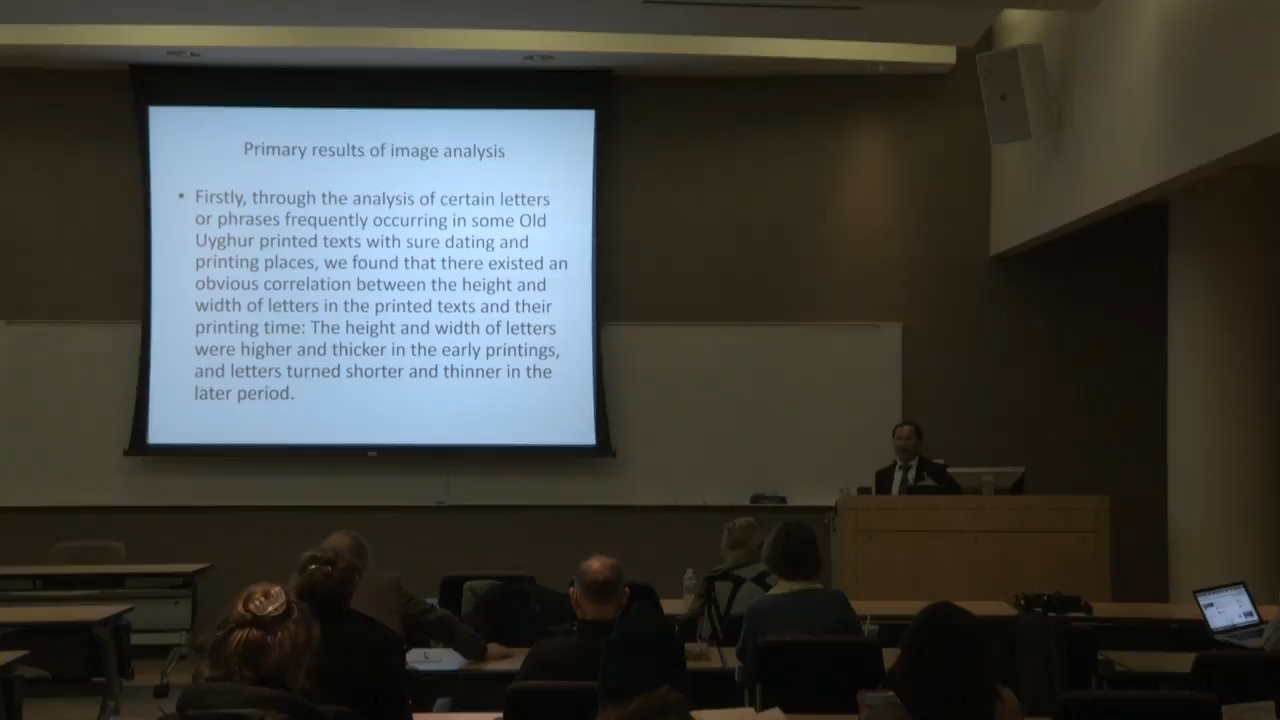 Primary results of image analysis
• Firstly, through the analysis of certain letters
or phrases frequently occurring in some Old
Uyghur printed texts with sure dating and
printing places, we found that there existed an
obvious correlation between the height and
width of letters in the printed texts and their
printing time: The height and width of letters
were higher and thicker in the early printings,
and letters turned shorter and thinner in the
later period.